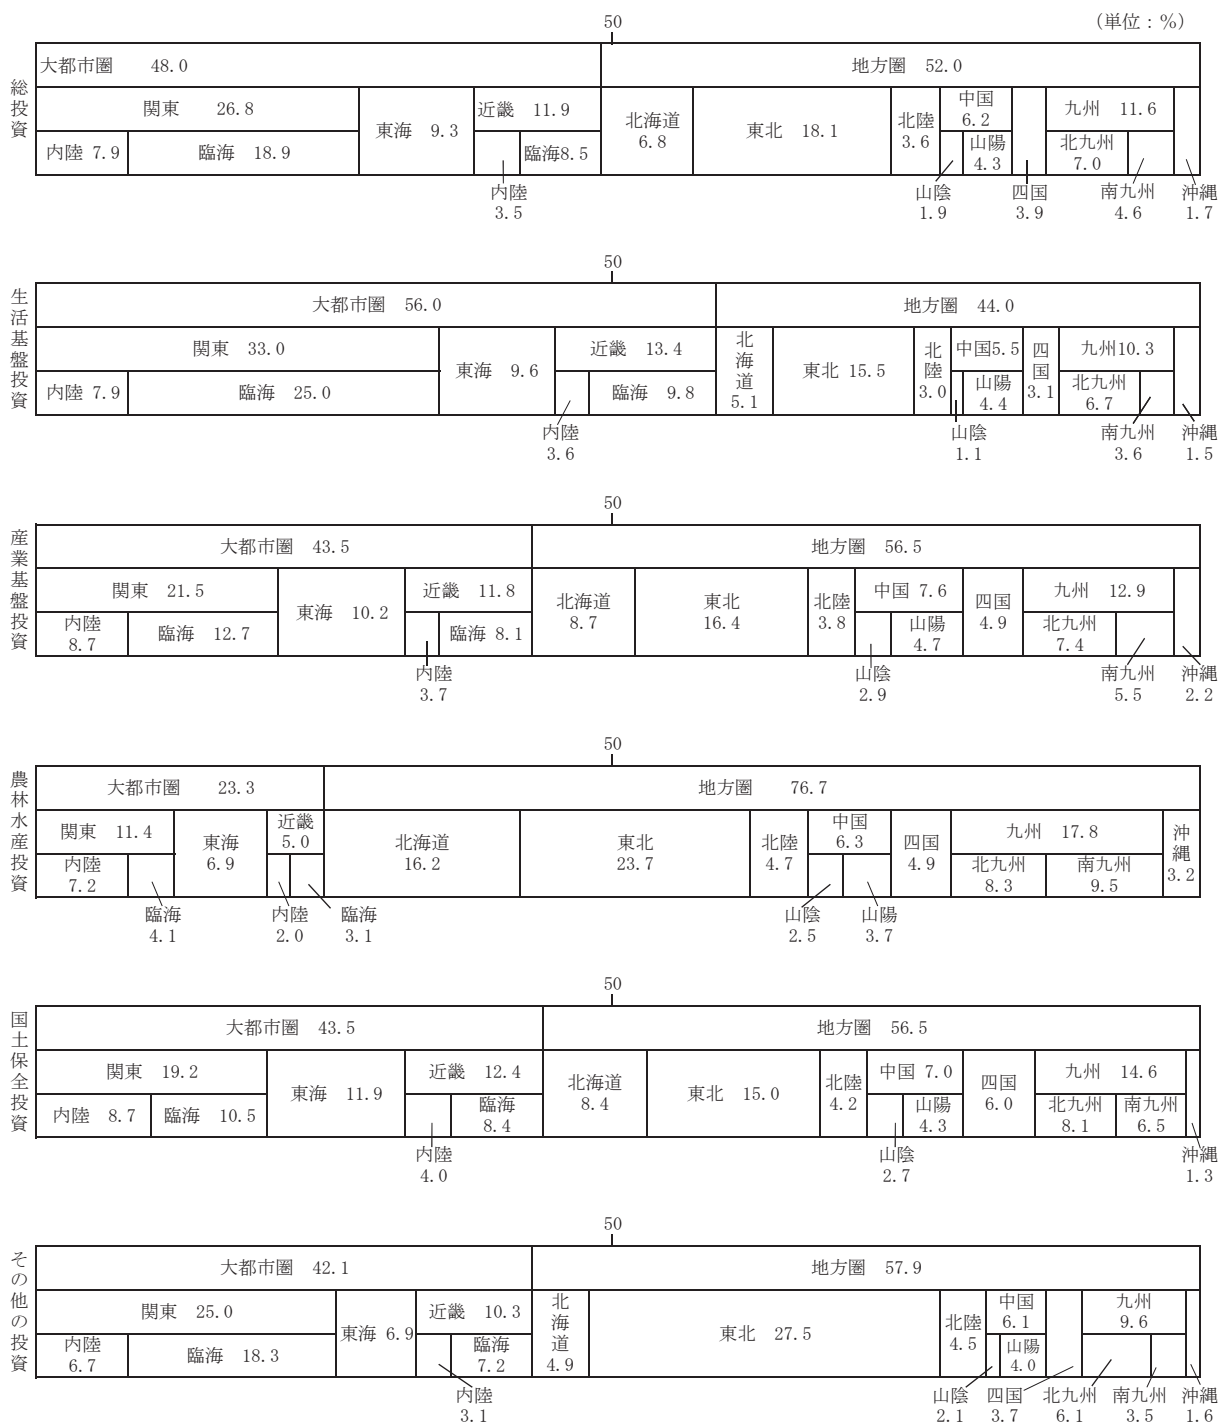 50 （単位：％）
総投資
大都市圏 48.0 地方圏 52.0
関東 26.8 東海 9.3 近畿 11.9 北海道 6.8 東北 18.1 北陸 3.6 中国 6.2 九州 11.6
内陸 7.9 臨海 18.9 臨海8.5 山陽 4.3 北九州 7.0
内陸 3.5 山陰 1.9 四国 3.9 南九州 4.6 沖縄 1.7
50
生活基盤投資
大都市圏 56.0 地方圏 44.0
関東 33.0 東海 9.6 近畿 13.4 北海道 5.1 東北 15.5 北陸 3.0 中国5.5 四国 3.1 九州10.3
内陸 7.9 臨海 25.0 臨海 9.8 山陽 4.4 北九州 6.7
内陸 3.6 山陰 1.1 南九州 3.6 沖縄 1.5
50
産業基盤投資
大都市圏 43.5 地方圏 56.5
関東 21.5 東海 10.2 近畿 11.8 北海道 8.7 東北 16.4 北陸 3.8 中国 7.6 四国 4.9 九州 12.9
内陸 8.7 臨海 12.7 臨海 8.1 山陽 4.7 北九州 7.4
内陸 3.7 山陰 2.9 南九州 5.5 沖縄 2.2
50
農林水産投資
大都市圏 23.3 地方圏 76.7
関東 11.4 東海 6.9 近畿 5.0 北海道 16.2 東北 23.7 北陸 4.7 中国 6.3 四国 4.9 九州 17.8 沖縄 3.2
内陸 7.2 北九州 8.3 南九州 9.5
臨海 4.1 内陸 2.0 臨海 3.1 山陰 2.5 山陽 3.7
50
国土保全投資
大都市圏 43.5 地方圏 56.5
関東 19.2 東海 11.9 近畿 12.4 北海道 8.4 東北 15.0 北陸 4.2 中国 7.0 四国 6.0 九州 14.6
内陸 8.7 臨海 10.5 臨海 8.4 山陽 4.3 北九州 8.1 南九州 6.5
内陸 4.0 山陰 2.7 沖縄 1.3
50
その他の投資
大都市圏 42.1 地方圏 57.9
関東 25.0 東海 6.9 近畿 10.3 北海道 4.9 東北 27.5 北陸 4.5 中国 6.1 九州 9.6
内陸 6.7 臨海 18.3 臨海 7.2 山陽 4.0
内陸 3.1 山陰 2.1 四国 3.7 北九州 6.1 南九州 3.5 沖縄 1.6